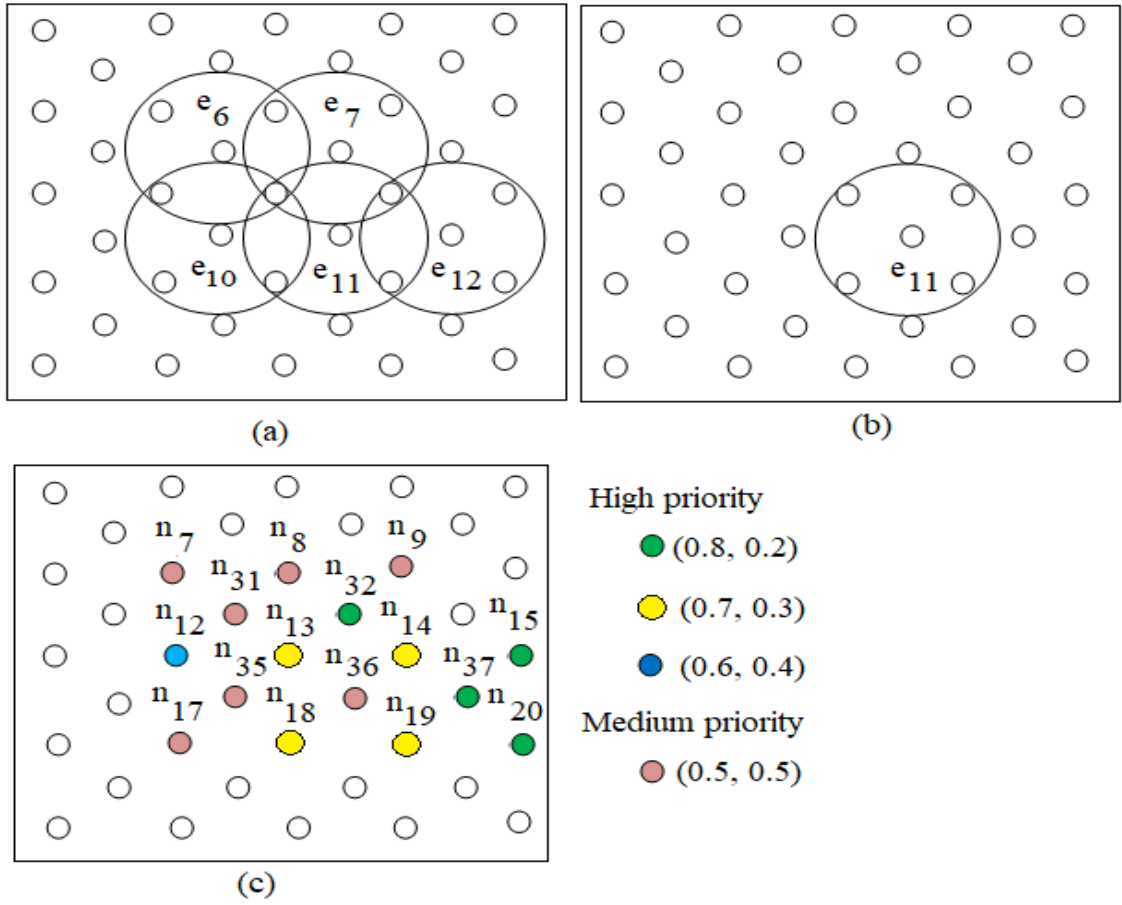 e6 e7
e10 e11 e12
(a)
e11
(b)
n7 n8 n9
n31 n32
n12 n13 n14 n15
n35 n36 n37
n17 n18 n19 n20
(c)
High priority
(0.8, 0.2)
(0.7, 0.3)
(0.6, 0.4)
Medium priority
(0.5, 0.5)